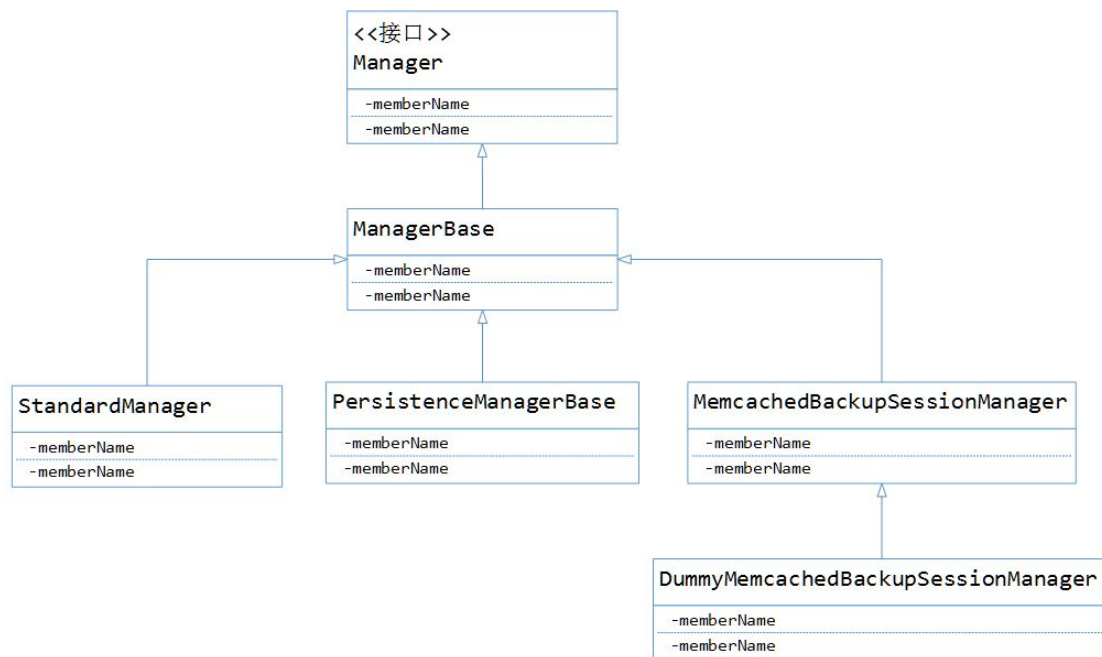 <<接口>>
Manager
-memberName
-memberName
ManagerBase
-memberName
-memberName
StandardManager
-memberName
-memberName
PersistenceManagerBase
-memberName
-memberName
MemcachedBackupSessionManager
-memberName
-memberName
DummyMemcachedBackupSessionManager
-memberName
-memberName